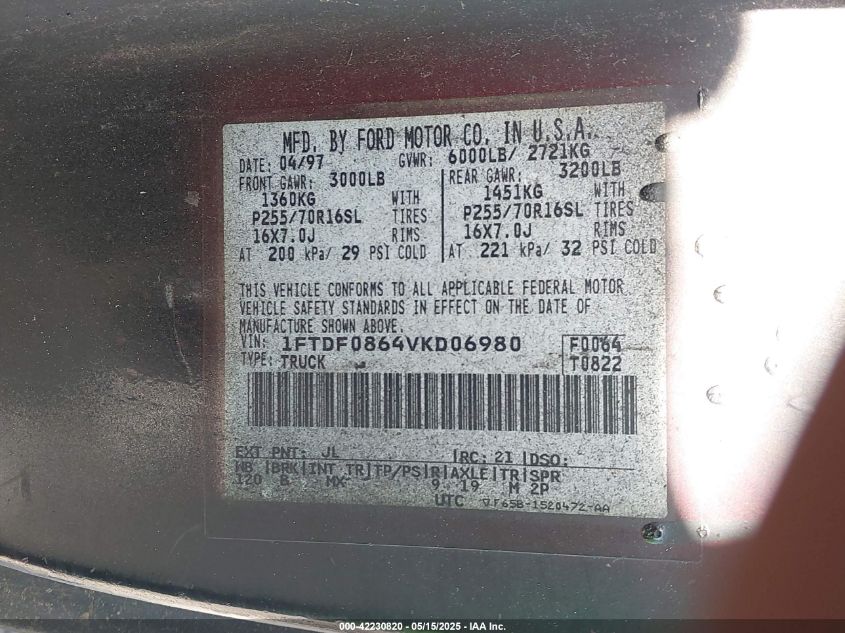 MFD. BY FORD MOTOR CO. IN U.S.A.
DATE: 04/97 GVWR: 6000LB/ 2721KG
FRONT GAWR: 3000LB REAR GAWR: 3200LB
1360KG WITH 1451KG WITH
P255/70R16SL TIRES P255/70R16SL TIRES
16X7.0J RIMS 16X7.0J RIMS
AT 200 kPa/ 29 PSI COLD AT 221 kPa/ 32 PSI COLD
THIS VEHICLE CONFORMS TO ALL APPLICABLE FEDERAL MOTOR
VEHICLE SAFETY STANDARDS IN EFFECT ON THE DATE OF
MANUFACTURE SHOWN ABOVE.
VIN: 1FTDF0864VKD06980 F0064
TYPE: TRUCK T0822
EXT PNT: JL RC: 21 DSO:
WB BRK INT TR TP/PS R AXLE TR SPR
120 B MX 9 19 M 2P
UTC 1520472-AA
000-42230820 - 05/15/2025 - IAA Inc.